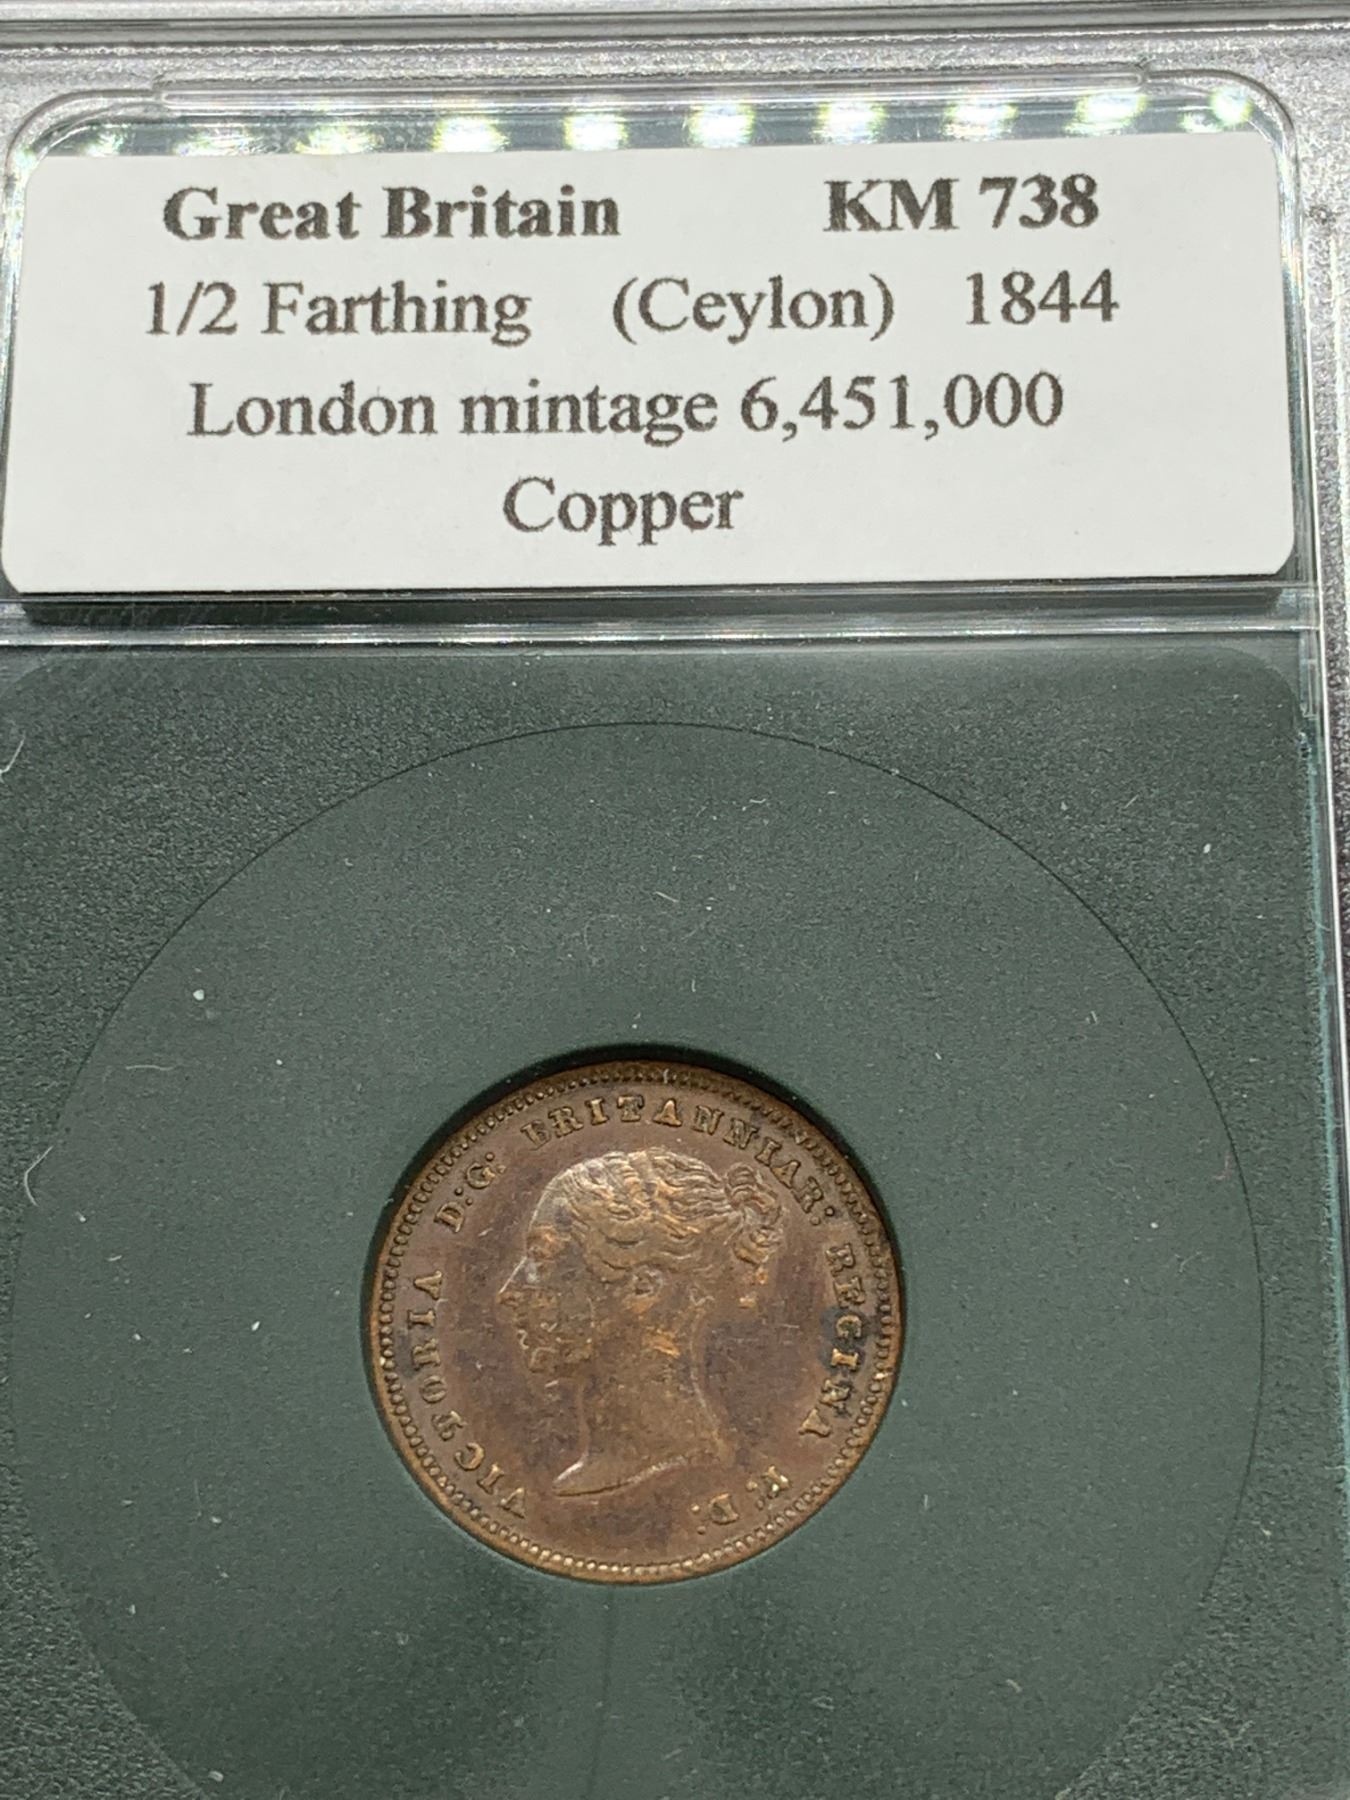 Great Britain KM 738
1/2 Farthing (Ceylon) 1844
London mintage 6,451,000
Copper
VICTORIA D:G: BRITANNIAR: REGINA F: D: